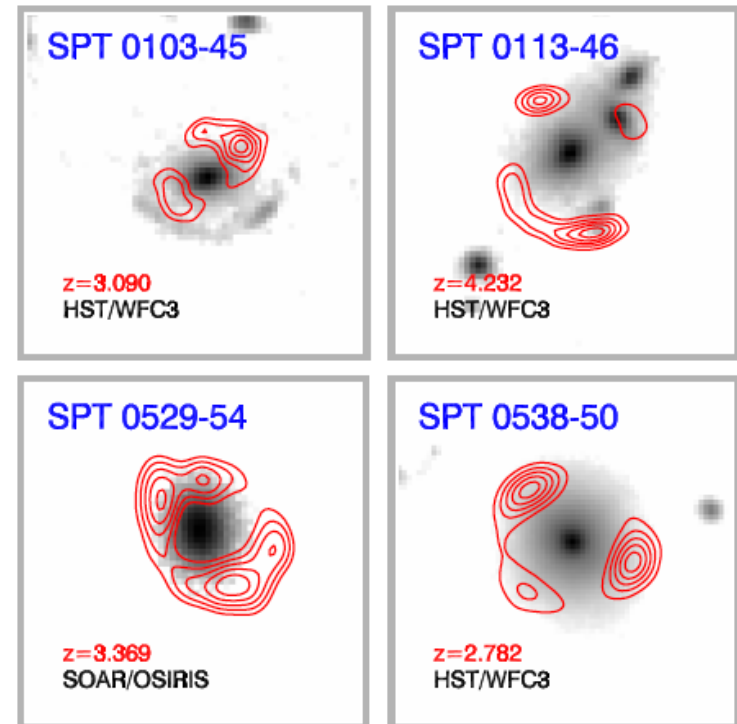 SPT 0103-45
z=3.090
HST/WFC3
SPT 0113-46
z=4.232
HST/WFC3
SPT 0529-54
z=3.369
SOAR/OSIRIS
SPT 0538-50
z=2.782
HST/WFC3